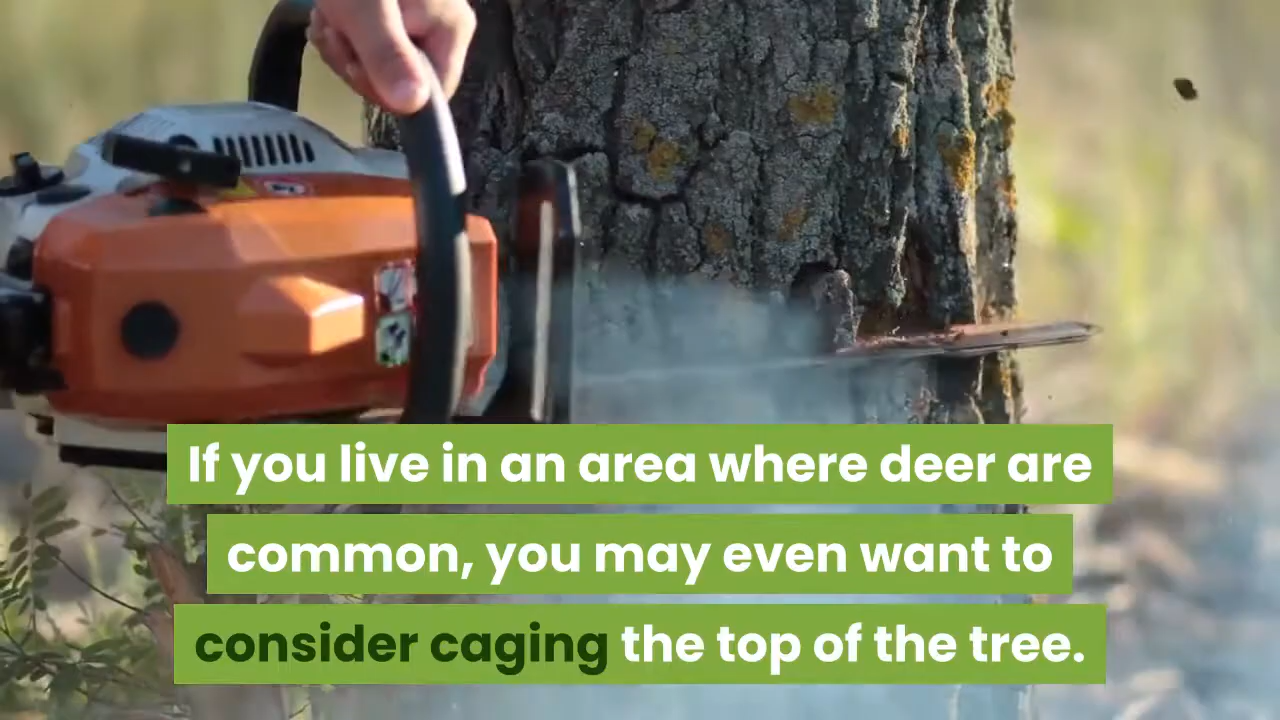 If you live in an area where deer are
common, you may even want to
consider caging the top of the tree.